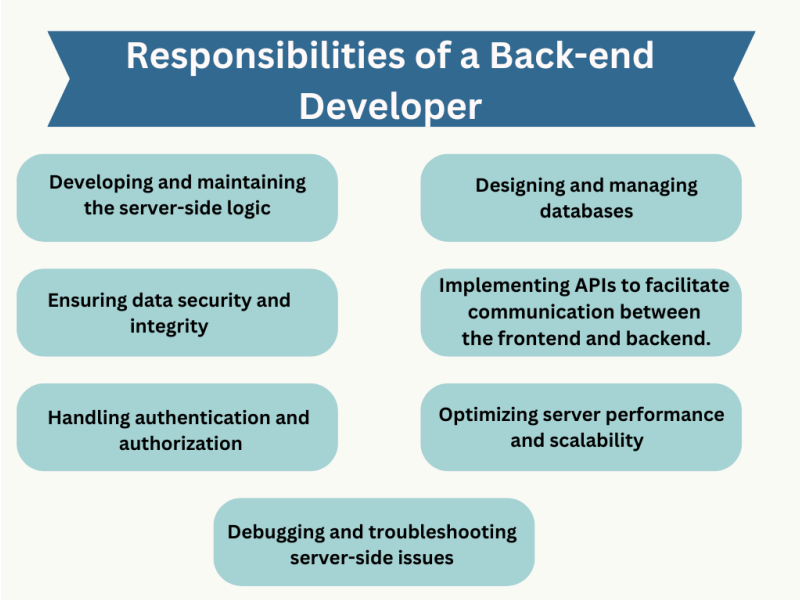 Responsibilities of a Back-end
Developer
Developing and maintaining
the server-side logic
Designing and managing
databases
Ensuring data security and
integrity
Implementing APIs to facilitate
communication between
the frontend and backend.
Handling authentication and
authorization
Optimizing server performance
and scalability
Debugging and troubleshooting
server-side issues